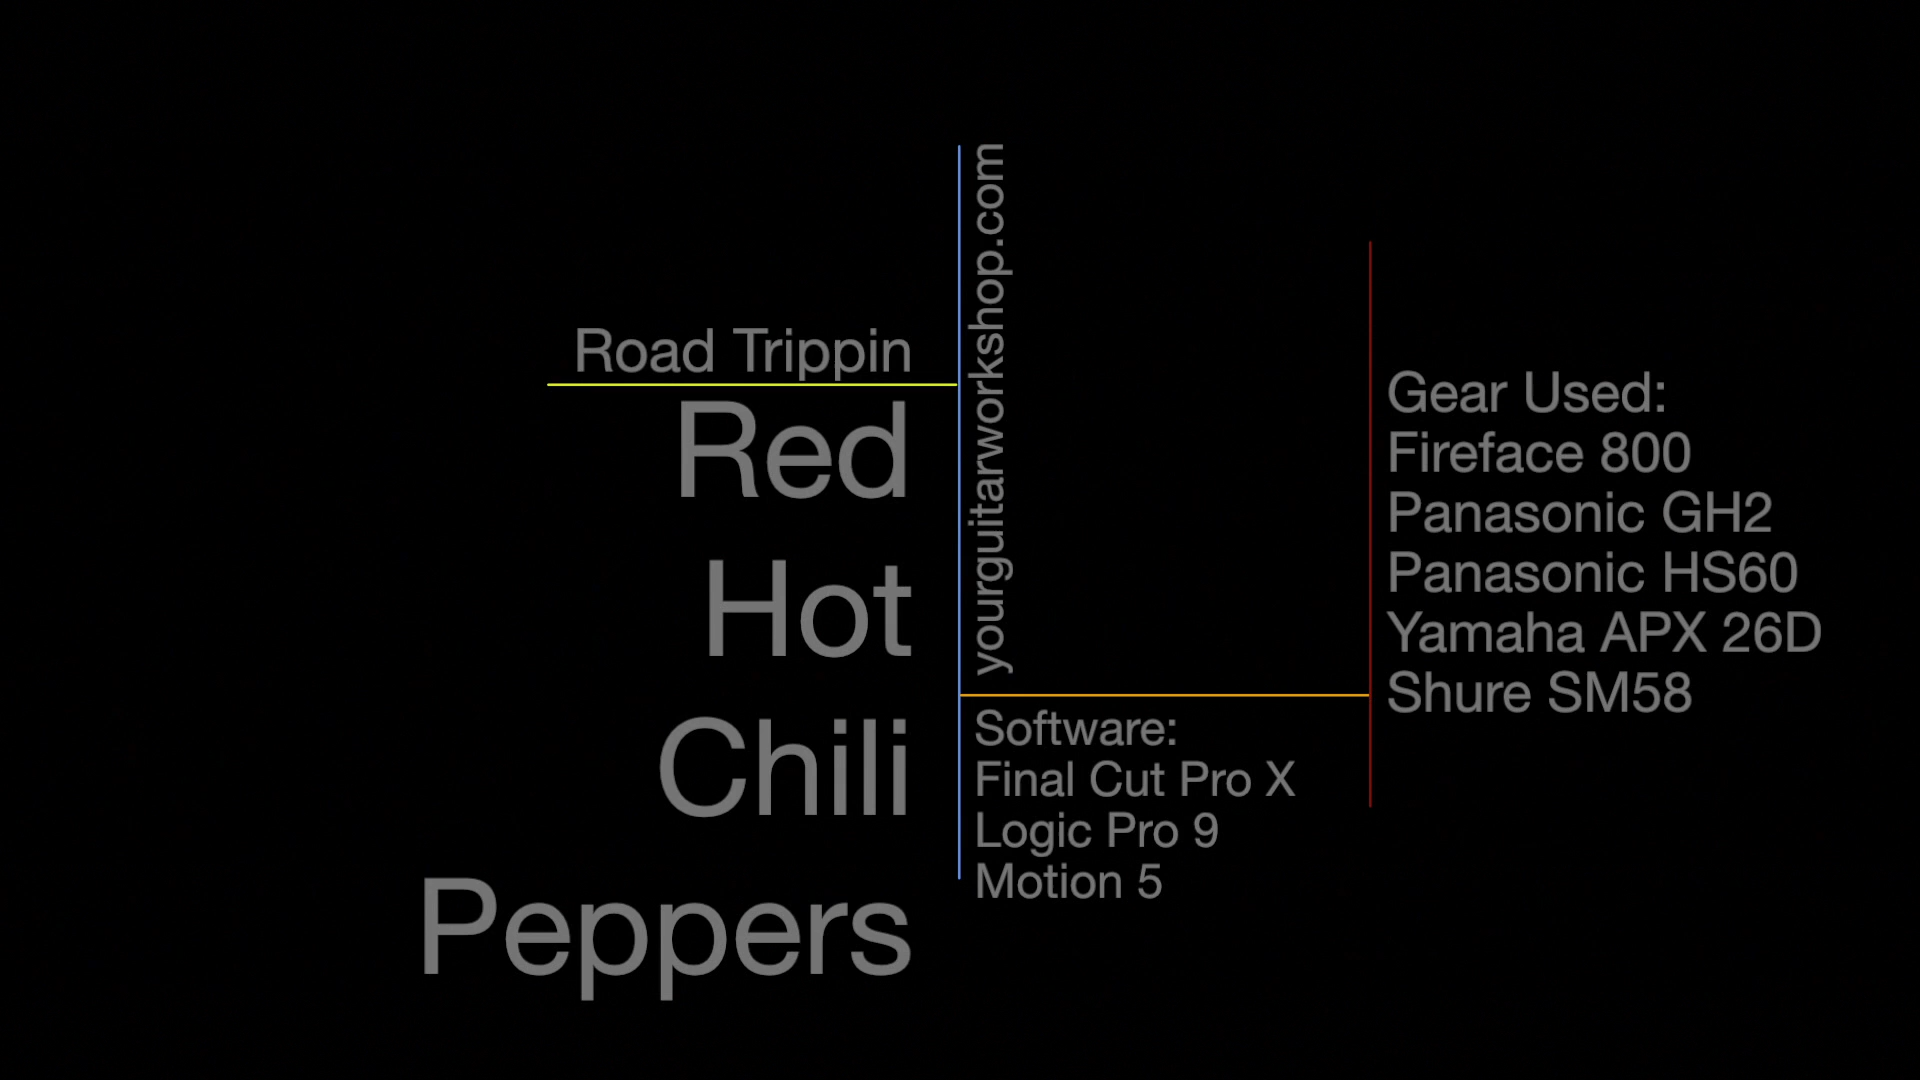 Road Trippin
Red
Hot
Chili
Peppers
yourguitarworkshop.com
Software:
Final Cut Pro X
Logic Pro 9
Motion 5
Gear Used:
Fireface 800
Panasonic GH2
Panasonic HS60
Yamaha APX 26D
Shure SM58